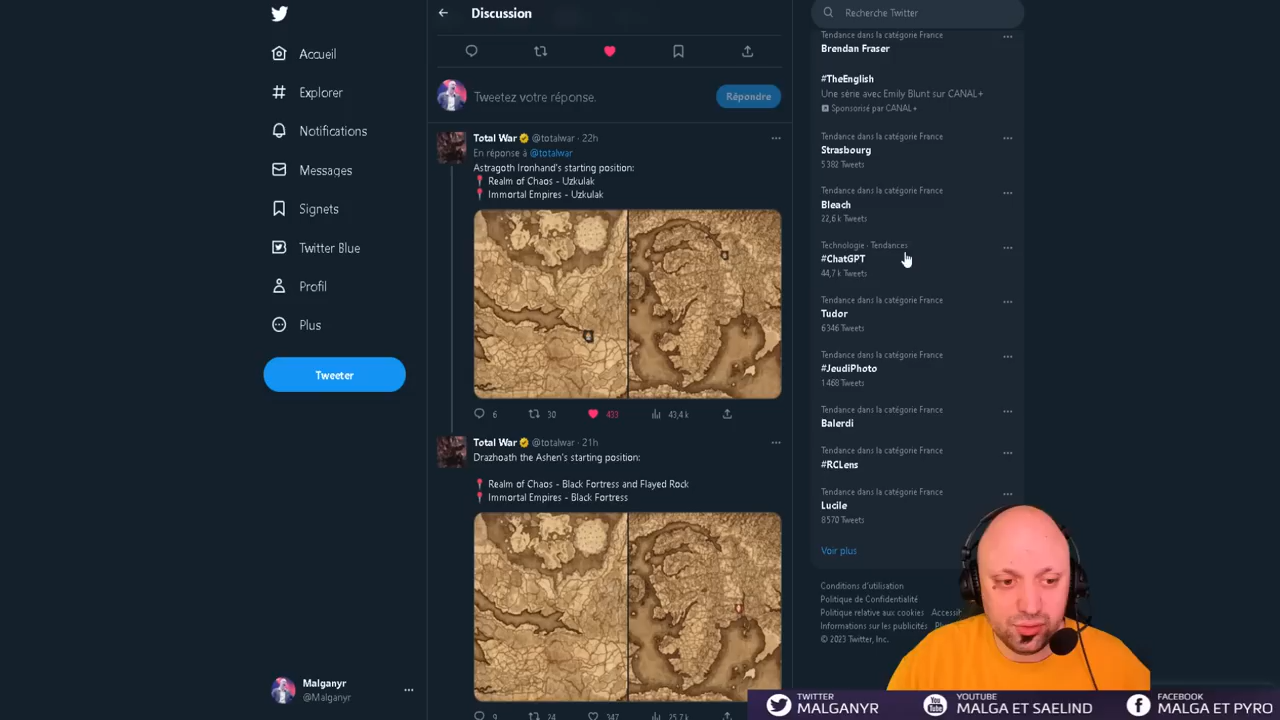 Accueil
Explorer
Notifications
Messages
Signets
Twitter Blue
Profil
Plus
Tweeter
Malganyr
@Malganyr
Discussion
Tweetez votre réponse.
Répondre
Total War @totalwar · 22h
En réponse à @totalwar
Astragoth Ironhand's starting position:
📍 Realm of Chaos - Uzkulak
📍 Immortal Empires - Uzkulak
6 30 433 43,4 k
Total War @totalwar · 21h
Drazhoath the Ashen's starting position:
📍 Realm of Chaos - Black Fortress and Flayed Rock
📍 Immortal Empires - Black Fortress
9 24 347 25,7 k
Recherche Twitter
Tendance dans la catégorie France
Brendan Fraser
#TheEnglish
Une série avec Emily Blunt sur CANAL+
Sponsorisé par CANAL+
Tendance dans la catégorie France
Strasbourg
5 382 Tweets
Tendance dans la catégorie France
Bleach
22,6 k Tweets
Technologie · Tendances
#ChatGPT
44,7 k Tweets
Tendance dans la catégorie France
Tudor
6 346 Tweets
Tendance dans la catégorie France
#JeudiPhoto
1 468 Tweets
Tendance dans la catégorie France
Balerdi
Tendance dans la catégorie France
#RCLens
Tendance dans la catégorie France
Lucile
8 570 Tweets
Voir plus
Conditions d'utilisation
Politique de Confidentialité
Politique relative aux cookies
Informations sur les publicités
© 2023 Twitter, Inc.
TWITTER
MALGANYR
YOUTUBE
MALGA ET SAELIND
FACEBOOK
MALGA ET PYRO